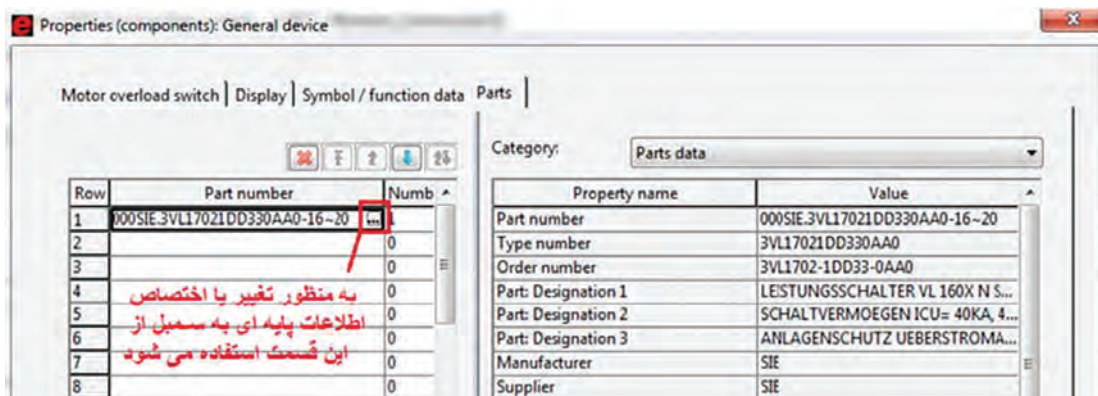 Properties (components): General device
Motor overload switch Display Symbol / function data Parts
Category: Parts data
Row Part number Numb
1 000SIE.3VL17021DD330AA0-16~20 ... 1
2 0
3 0
4 0
5 0
6 0
7 0
8 0
به منظور تغییر یا اختصاص
اطلاعات پایه ای به سمبل از
این قسمت استفاده می شود
Property name Value
Part number 000SIE.3VL17021DD330AA0-16~20
Type number 3VL17021DD330AA0
Order number 3VL1702-1DD33-0AA0
Part: Designation 1 LEISTUNGSSCHALTER VL 160X N S...
Part: Designation 2 SCHALTVERMOEGEN ICU= 40KA, 4...
Part: Designation 3 ANLAGENSCHUTZ UEBERSTROMA...
Manufacturer SIE
Supplier SIE